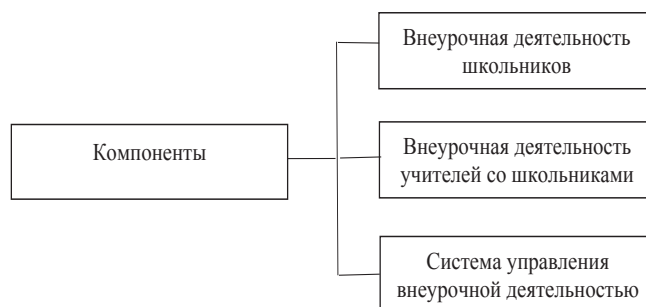 Внеурочная деятельность
школьников
Компоненты
Внеурочная деятельность
учителей со школьниками
Система управления
внеурочной деятельностью